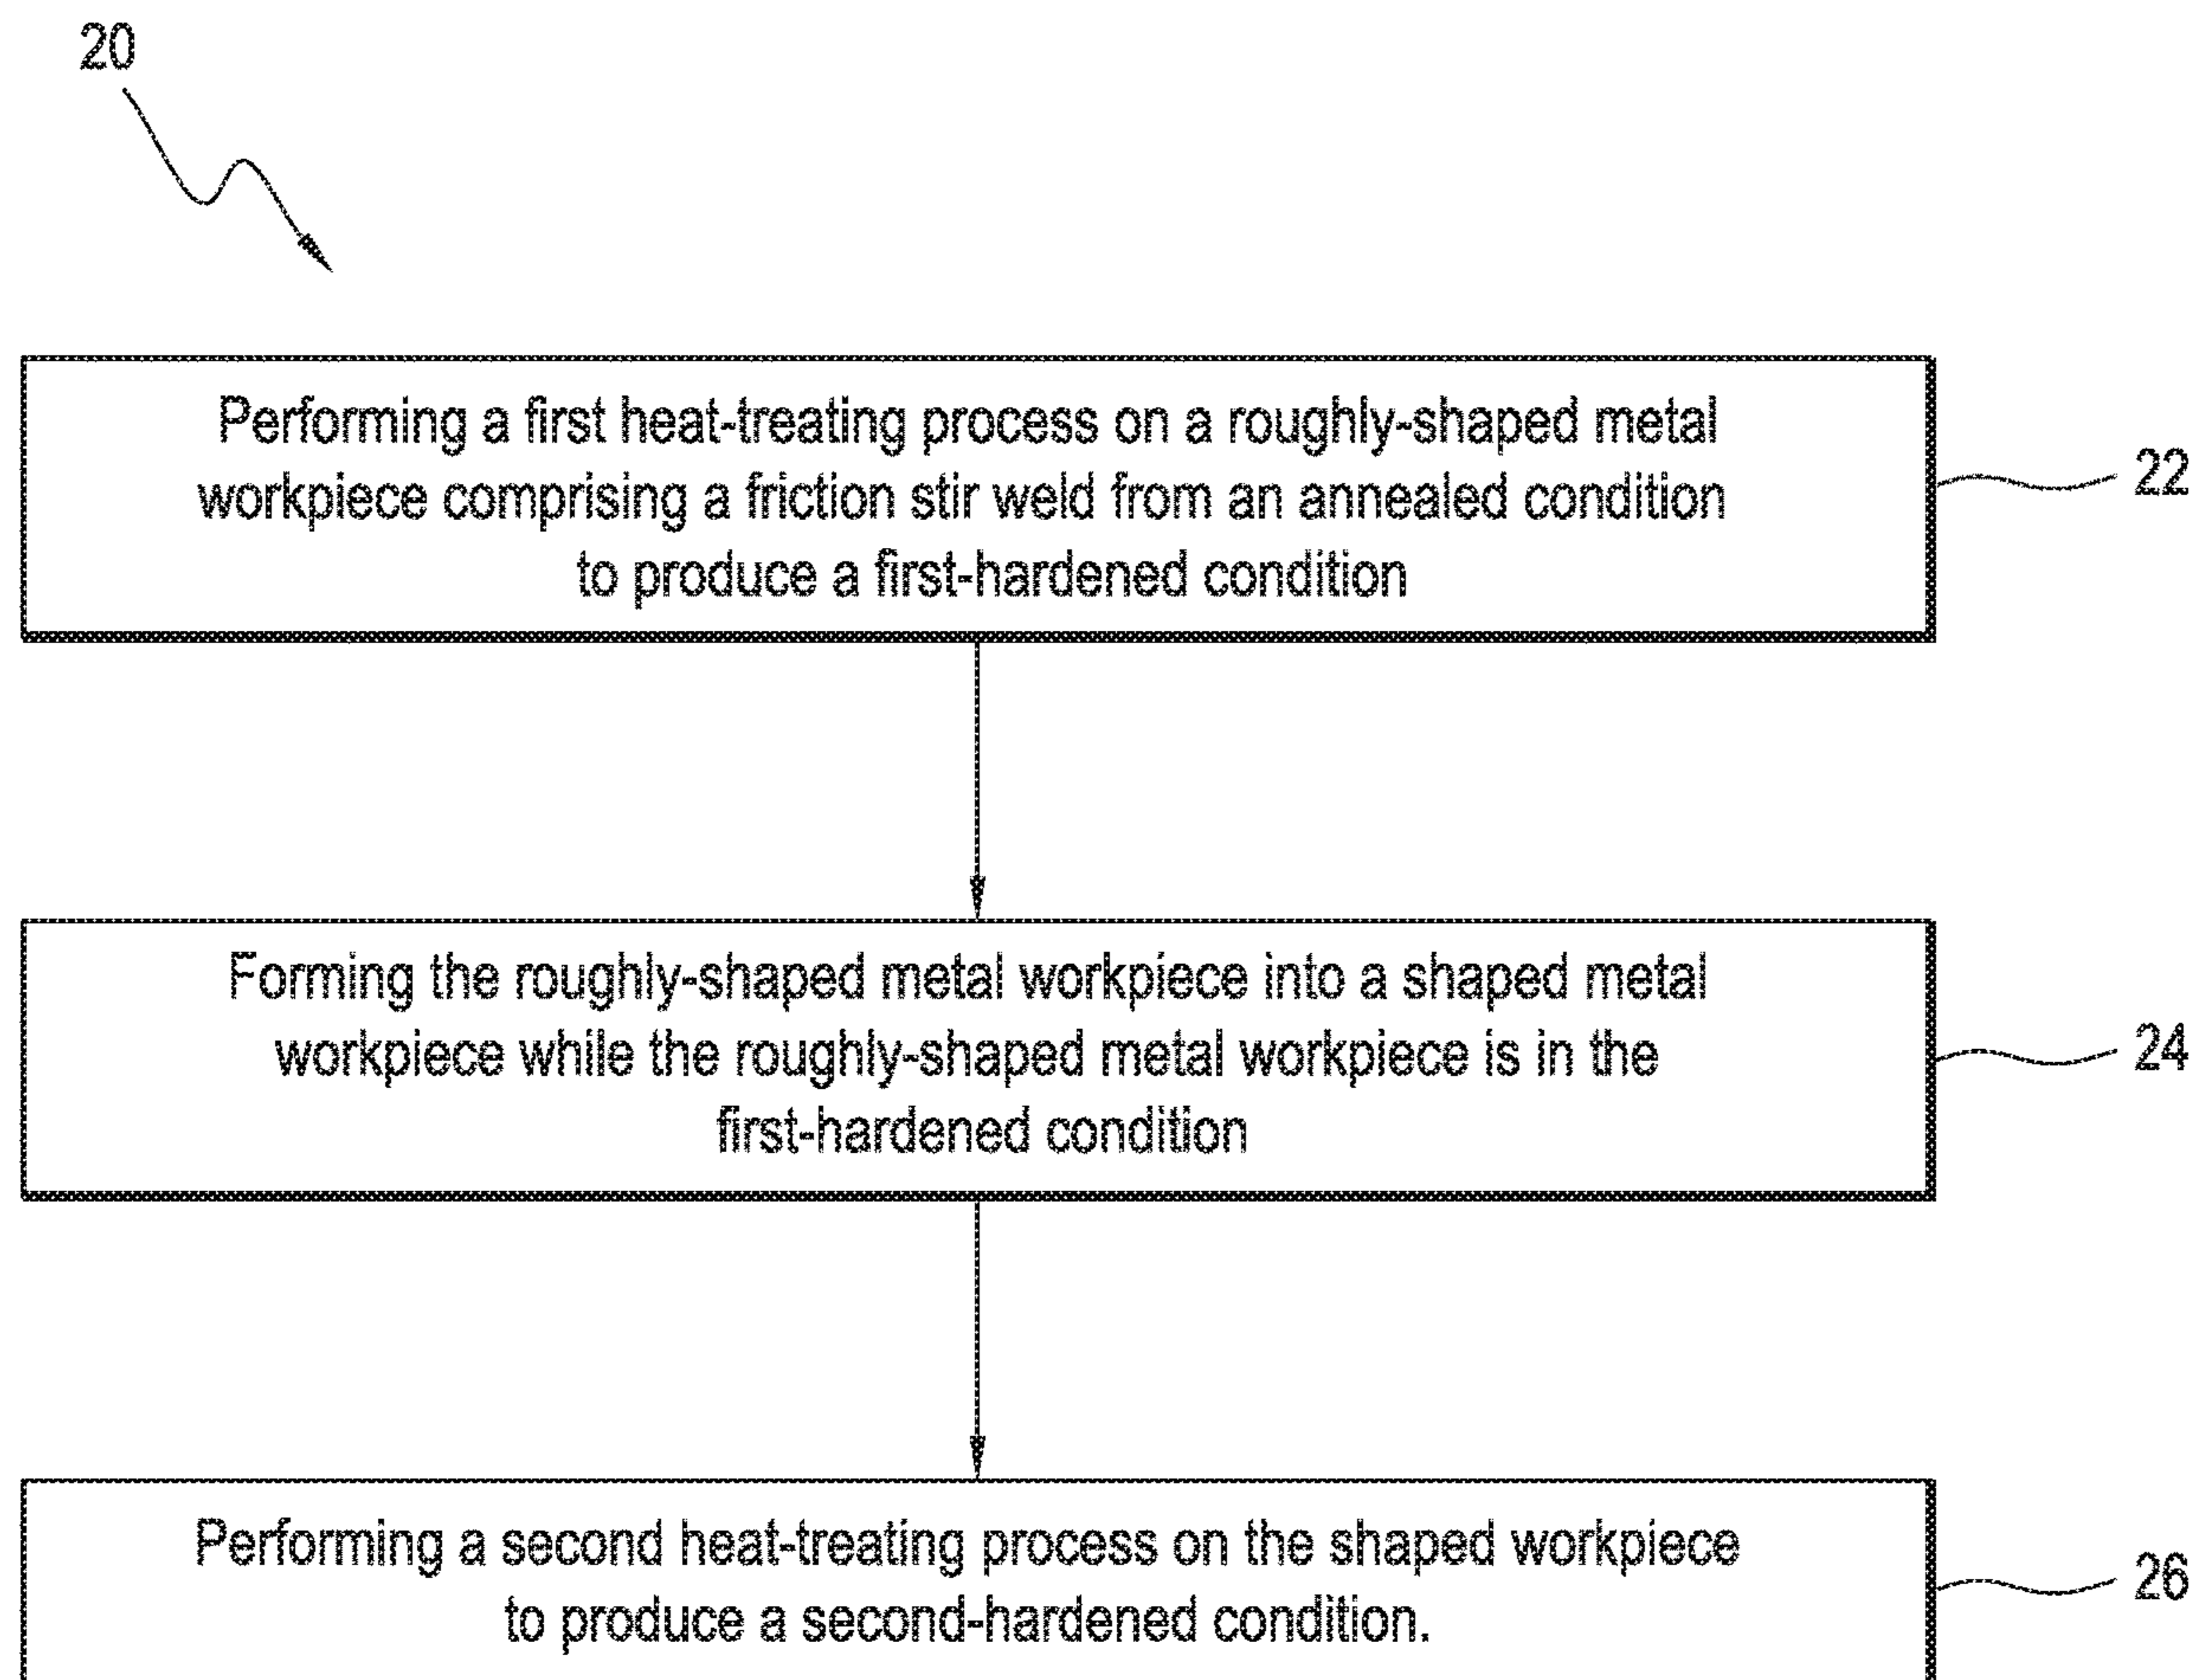 20
Performing a first heat-treating process on a roughly-shaped metal
workpiece comprising a friction stir weld from an annealed condition
to produce a first-hardened condition
22
Forming the roughly-shaped metal workpiece into a shaped metal
workpiece while the roughly-shaped metal workpiece is in the
first-hardened condition
24
Performing a second heat-treating process on the shaped workpiece
to produce a second-hardened condition.
26